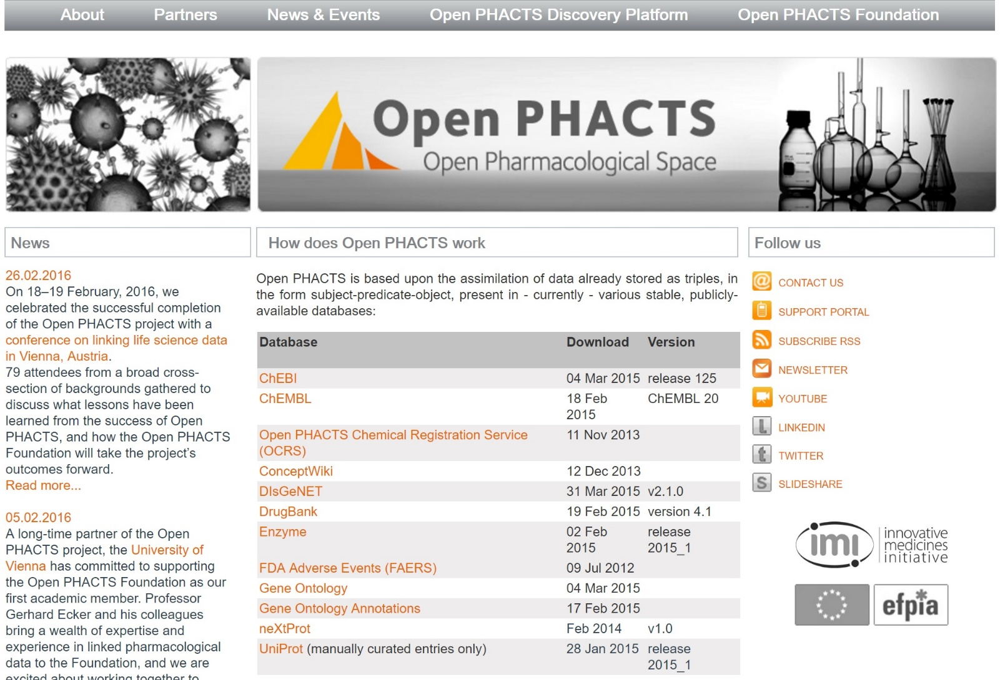 About
Partners
News & Events
Open PHACTS Discovery Platform
Open PHACTS Foundation
Open PHACTS
Open Pharmacological Space
News
26.02.2016
On 18–19 February, 2016, we
celebrated the successful completion
of the Open PHACTS project with a
conference on linking life science data
in Vienna, Austria.
79 attendees from a broad cross-
section of backgrounds gathered to
discuss what lessons have been
learned from the success of Open
PHACTS, and how the Open PHACTS
Foundation will take the project’s
outcomes forward.
Read more...
05.02.2016
A long-time partner of the Open
PHACTS project, the University of
Vienna has committed to supporting
the Open PHACTS Foundation as our
first academic member. Professor
Gerhard Ecker and his colleagues
bring a wealth of expertise and
experience in linked pharmacological
data to the Foundation, and we are
excited about working together to
How does Open PHACTS work
Open PHACTS is based upon the assimilation of data already stored as triples, in
the form subject-predicate-object, present in - currently - various stable, publicly-
available databases:
Database Download Version
ChEBI 04 Mar 2015 release 125
ChEMBL 18 Feb ChEMBL 20
2015
Open PHACTS Chemical Registration Service 11 Nov 2013
(OCRS)
ConceptWiki 12 Dec 2013
DIsGeNET 31 Mar 2015 v2.1.0
DrugBank 19 Feb 2015 version 4.1
Enzyme 02 Feb release
2015 2015_1
FDA Adverse Events (FAERS) 09 Jul 2012
Gene Ontology 04 Mar 2015
Gene Ontology Annotations 17 Feb 2015
neXtProt Feb 2014 v1.0
UniProt (manually curated entries only) 28 Jan 2015 release
2015_1
Follow us
@ CONTACT US
SUPPORT PORTAL
SUBSCRIBE RSS
NEWSLETTER
YOUTUBE
L LINKEDIN
t TWITTER
S SLIDESHARE
imi innovative
medicines
initiative
efpia